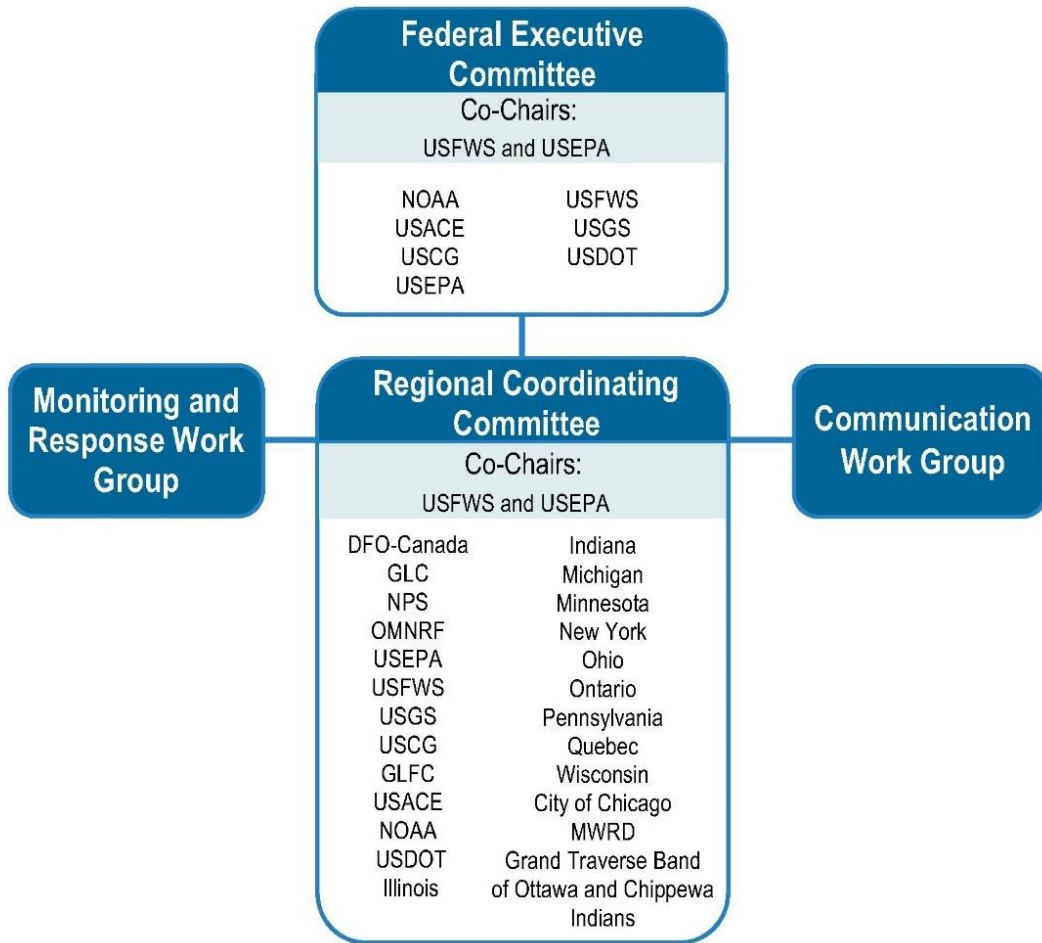 Federal Executive
Committee
Co-Chairs:
USFWS and USEPA
NOAA
USACE
USCG
USEPA
USFWS
USGS
USDOT
Monitoring and
Response Work
Group
Regional Coordinating
Committee
Co-Chairs:
USFWS and USEPA
DFO-Canada
GLC
NPS
OMNRF
USEPA
USFWS
USGS
USCG
GLFC
USACE
NOAA
USDOT
Illinois
Indiana
Michigan
Minnesota
New York
Ohio
Ontario
Pennsylvania
Quebec
Wisconsin
City of Chicago
MWRD
Grand Traverse Band
of Ottawa and Chippewa
Indians
Communication
Work Group